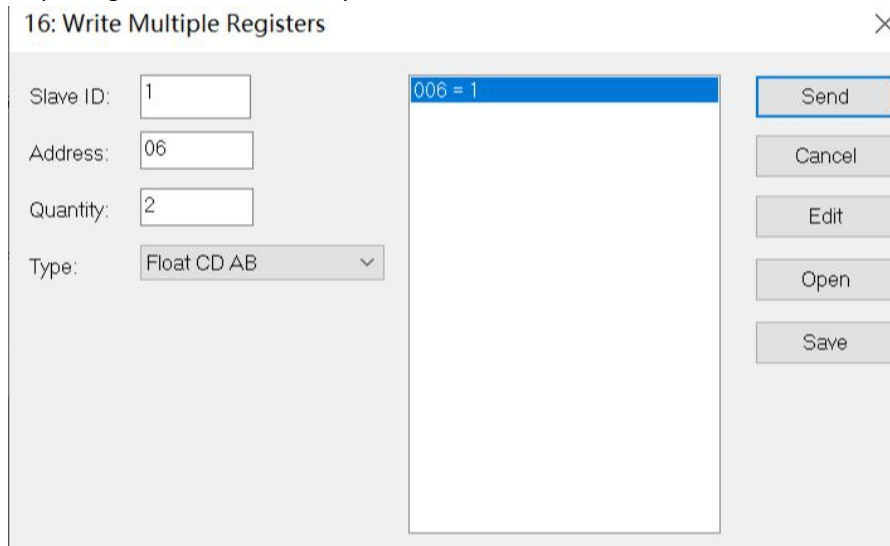 16: Write Multiple Registers
Slave ID: 1
Address: 06
Quantity: 2
Type: Float CD AB
006 = 1
Send
Cancel
Edit
Open
Save